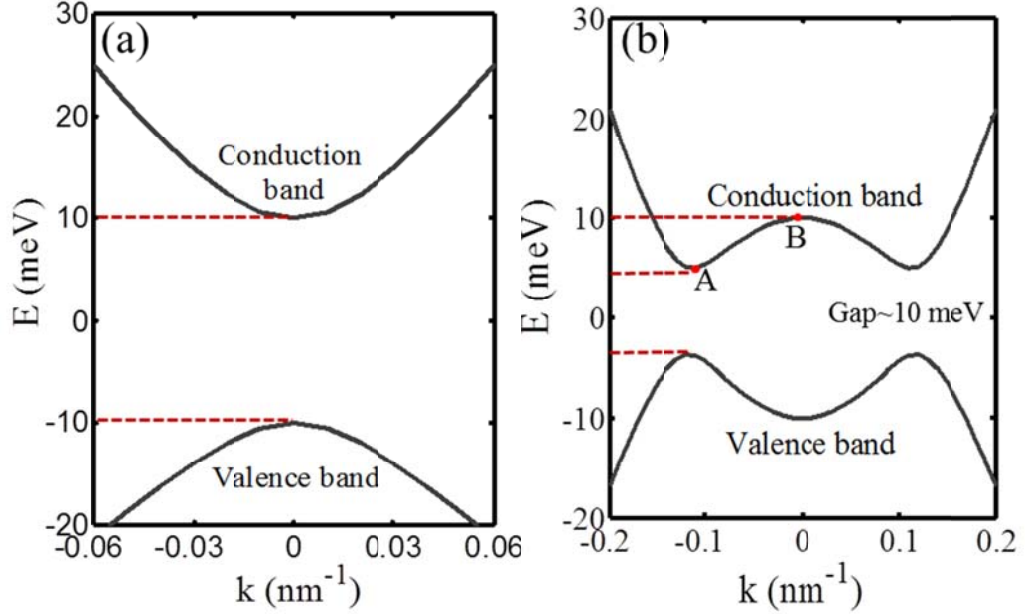 (a)
30
20
10
0
-10
-20
-0.06 -0.03 0 0.03 0.06
E (meV)
k (nm⁻¹)
Conduction
band
Valence band
(b)
30
20
10
0
-10
-20
-0.2 -0.1 0 0.1 0.2
E (meV)
k (nm⁻¹)
Conduction band
B
A
Gap~10 meV
Valence band